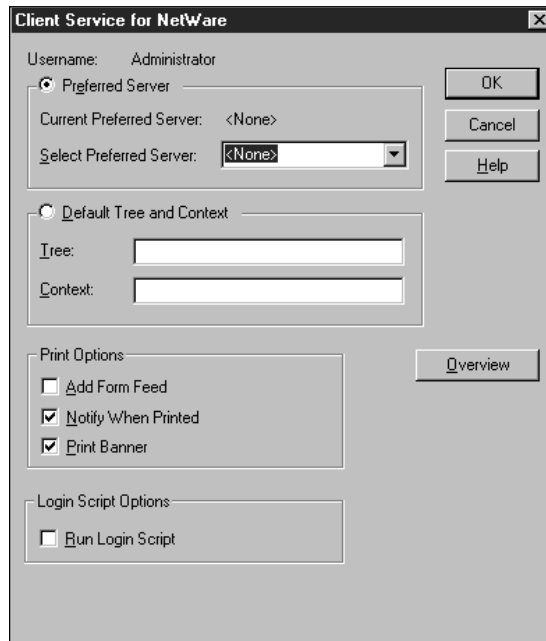 Client Service for NetWare
Username: Administrator
Preferred Server
Current Preferred Server: <None>
Select Preferred Server: <None>
Default Tree and Context
Tree:
Context:
Print Options
Add Form Feed
Notify When Printed
Print Banner
Login Script Options
Run Login Script
OK
Cancel
Help
Overview